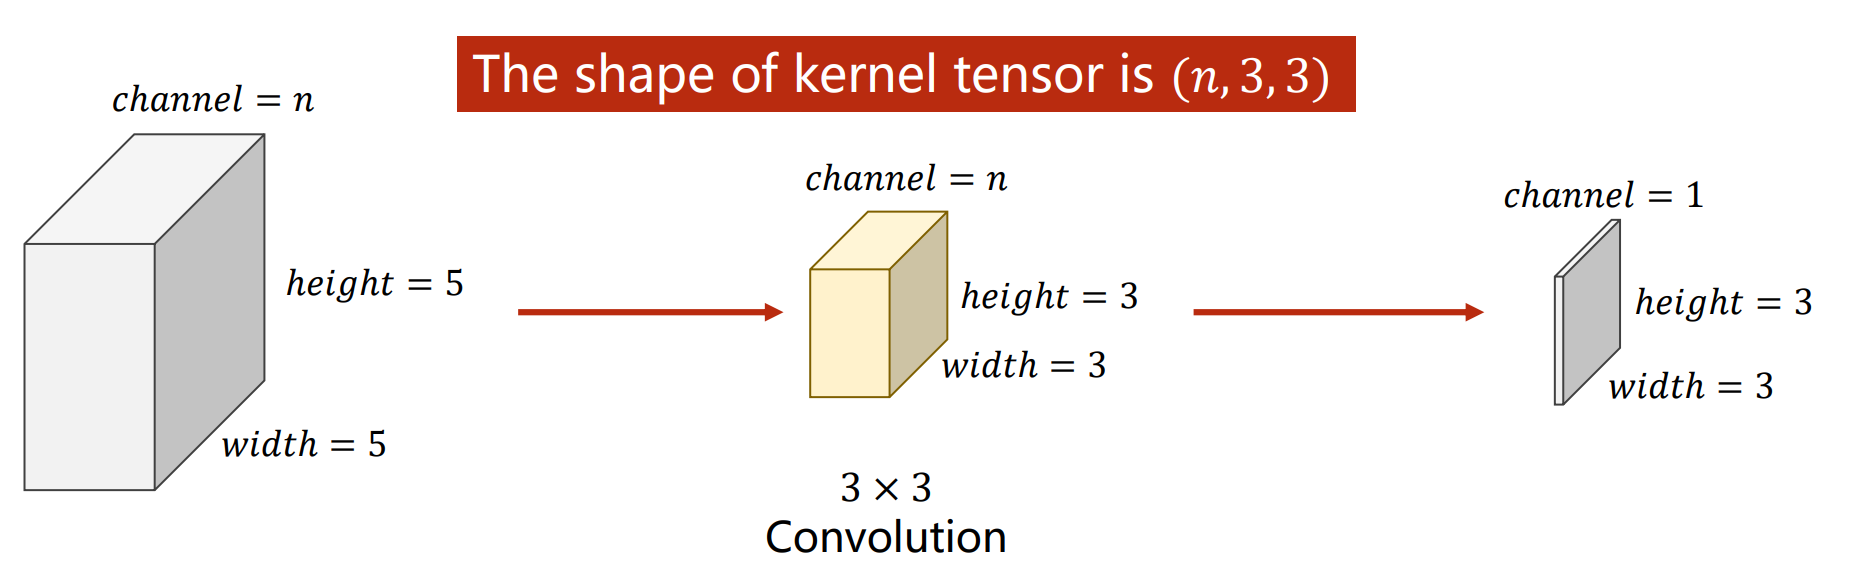 The shape of kernel tensor is (n, 3, 3)
channel = n
height = 5
width = 5
channel = n
height = 3
width = 3
3 × 3
Convolution
channel = 1
height = 3
width = 3